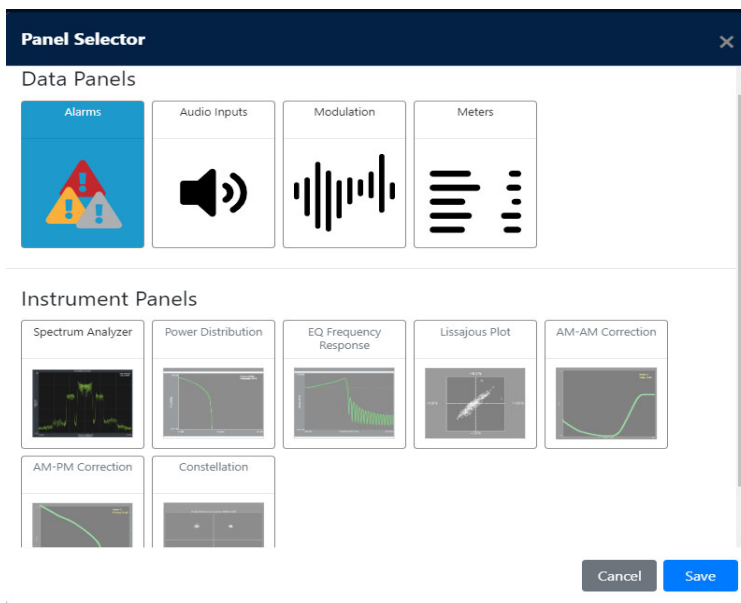 Panel Selector
×
Data Panels
Alarms
Audio Inputs
Modulation
Meters
Instrument Panels
Spectrum Analyzer
Power Distribution
EQ Frequency
Response
Lissajous Plot
AM-AM Correction
AM-PM Correction
Constellation
Cancel
Save